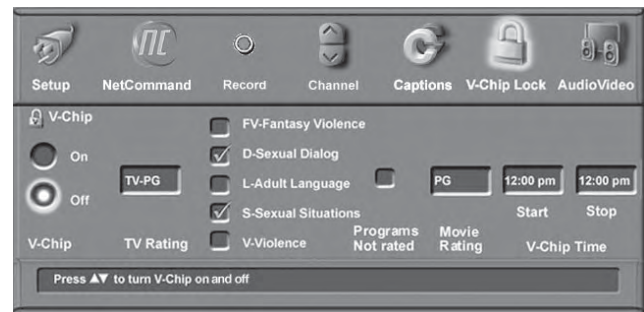 Setup NetCommand Record Channel Captions V-Chip Lock AudioVideo
V-Chip
On
Off
V-Chip
TV-PG
TV Rating
FV-Fantasy Violence
D-Sexual Dialog
L-Adult Language
S-Sexual Situations
V-Violence
Programs
Not rated
PG
Movie
Rating
12:00 pm 12:00 pm
Start Stop
V-Chip Time
Press ▲▼ to turn V-Chip on and off